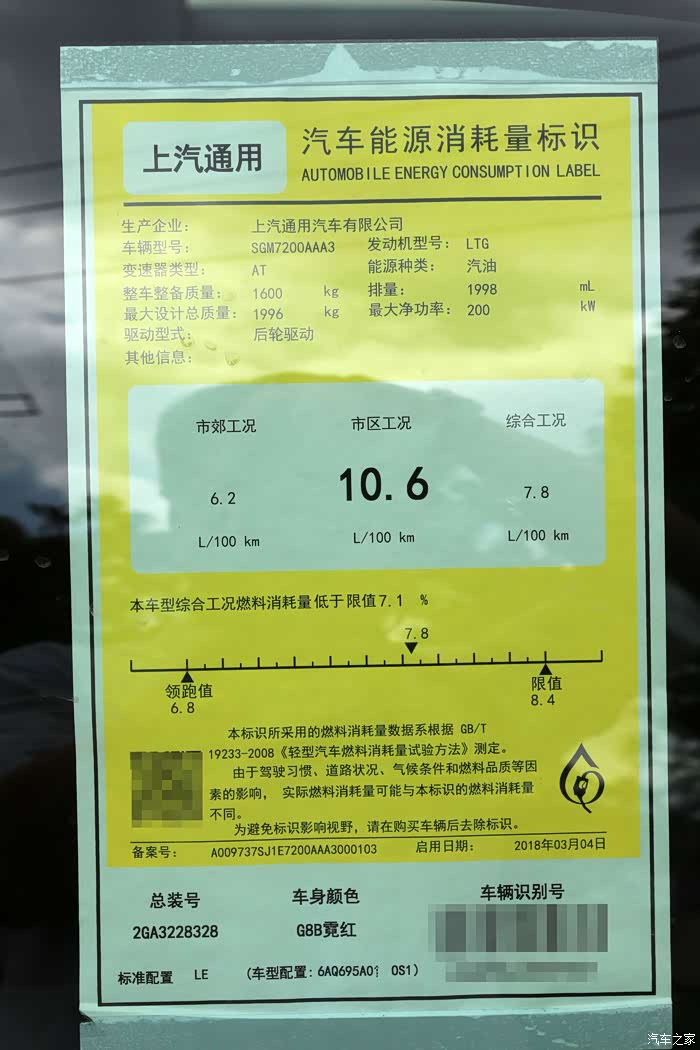 上汽通用
汽车能源消耗量标识
AUTOMOBILE ENERGY CONSUMPTION LABEL
生产企业: 上汽通用汽车有限公司
车辆型号: SGM7200AAA3 发动机型号: LTG
变速器类型: AT 能源种类: 汽油
整车整备质量: 1600 kg 排量: 1998 mL
最大设计总质量: 1996 kg 最大净功率: 200 kW
驱动型式: 后轮驱动
其他信息:
市郊工况 市区工况 综合工况
6.2 10.6 7.8
L/100 km L/100 km L/100 km
本车型综合工况燃料消耗量低于限值7.1 %
7.8
领跑值 限值
6.8 8.4
本标识所采用的燃料消耗量数据系根据 GB/T
19233-2008《轻型汽车燃料消耗量试验方法》测定。
由于驾驶习惯、道路状况、气候条件和燃料品质等因
素的影响, 实际燃料消耗量可能与本标识的燃料消耗量
不同。
为避免标识影响视野,请在购买车辆后去除标识。
备案号: A009737SJ1E7200AAA3000103 启用日期: 2018年03月04日
总装号 车身颜色 车辆识别号
2GA3228328 G8B霓红
标准配置 LE (车型配置: 6AQ695A0 OS1)
汽车之家